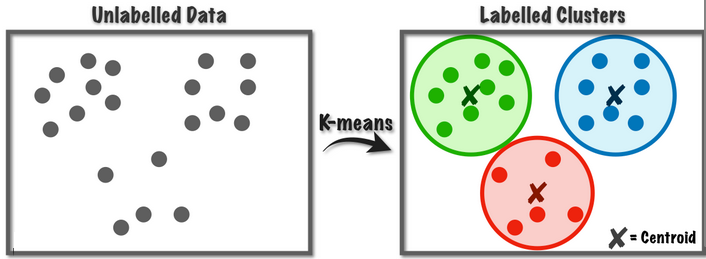 Unlabelled Data
Labelled Clusters
K-means
X = Centroid